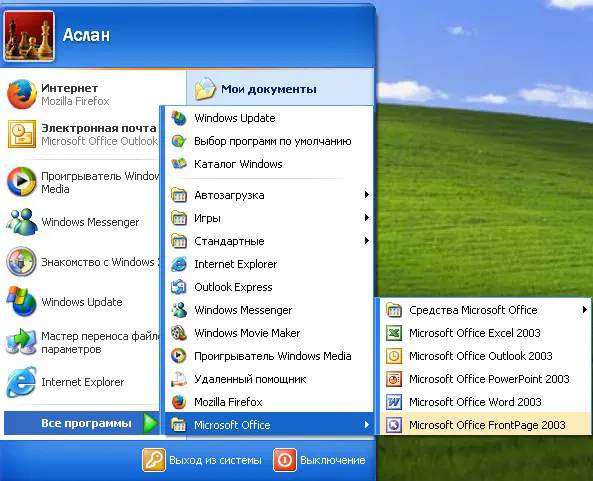 Аслан
Интернет
Mozilla Firefox
Электронная почта
Microsoft Office Outlook
Проигрыватель Windows
Media
Windows Messenger
Знакомство с Windows
Windows Update
Мастер переноса
параметров
Internet Explorer
Все программы
Мои документы
Windows Update
Выбор программ по умолчанию
Каталог Windows
Автозагрузка
Игры
Стандартные
Internet Explorer
Outlook Express
Windows Messenger
Windows Movie Maker
Проигрыватель Windows Media
Удаленный помощник
Mozilla Firefox
Microsoft Office
Средства Microsoft Office
Microsoft Office Excel 2003
Microsoft Office Outlook 2003
Microsoft Office PowerPoint 2003
Microsoft Office Word 2003
Microsoft Office FrontPage 2003
Выход из системы
Выключение